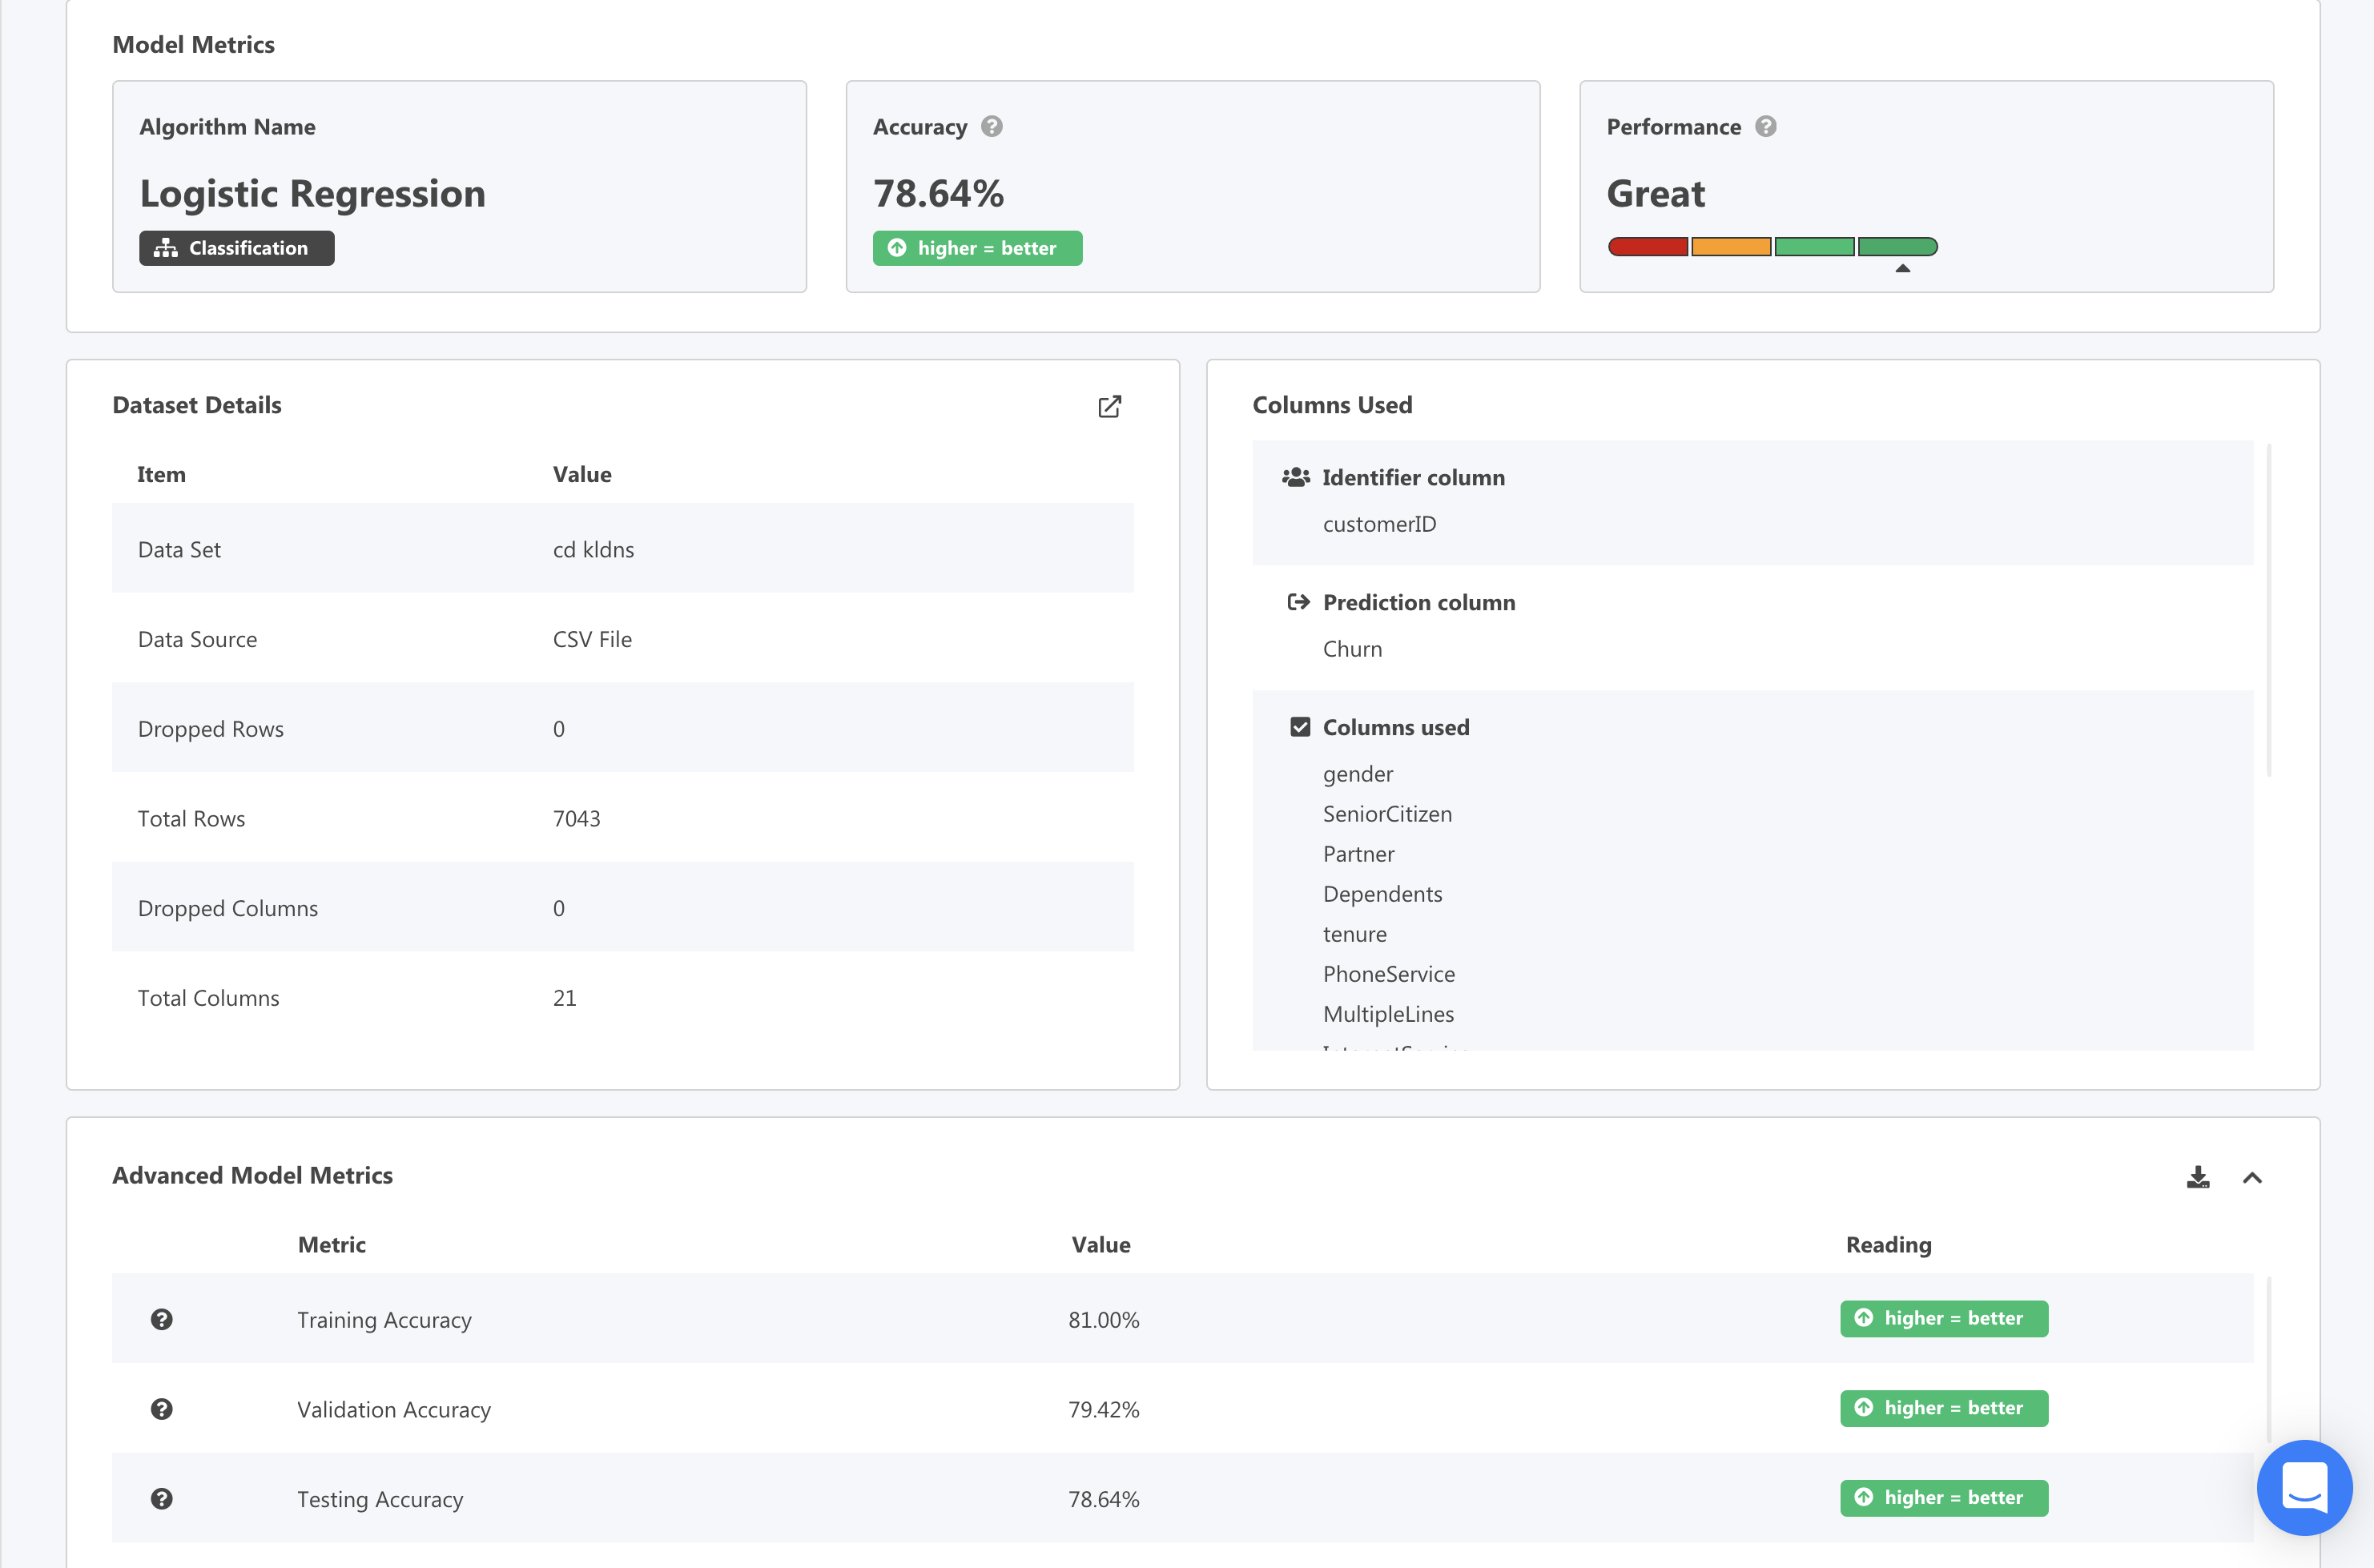 Model Metrics
Algorithm Name
Logistic Regression
Classification
Accuracy
78.64%
higher = better
Performance
Great
Dataset Details
Item Value
Data Set cd kldns
Data Source CSV File
Dropped Rows 0
Total Rows 7043
Dropped Columns 0
Total Columns 21
Columns Used
Identifier column
customerID
Prediction column
Churn
Columns used
gender
SeniorCitizen
Partner
Dependents
tenure
PhoneService
MultipleLines
Advanced Model Metrics
Metric Value Reading
Training Accuracy 81.00% higher = better
Validation Accuracy 79.42% higher = better
Testing Accuracy 78.64% higher = better